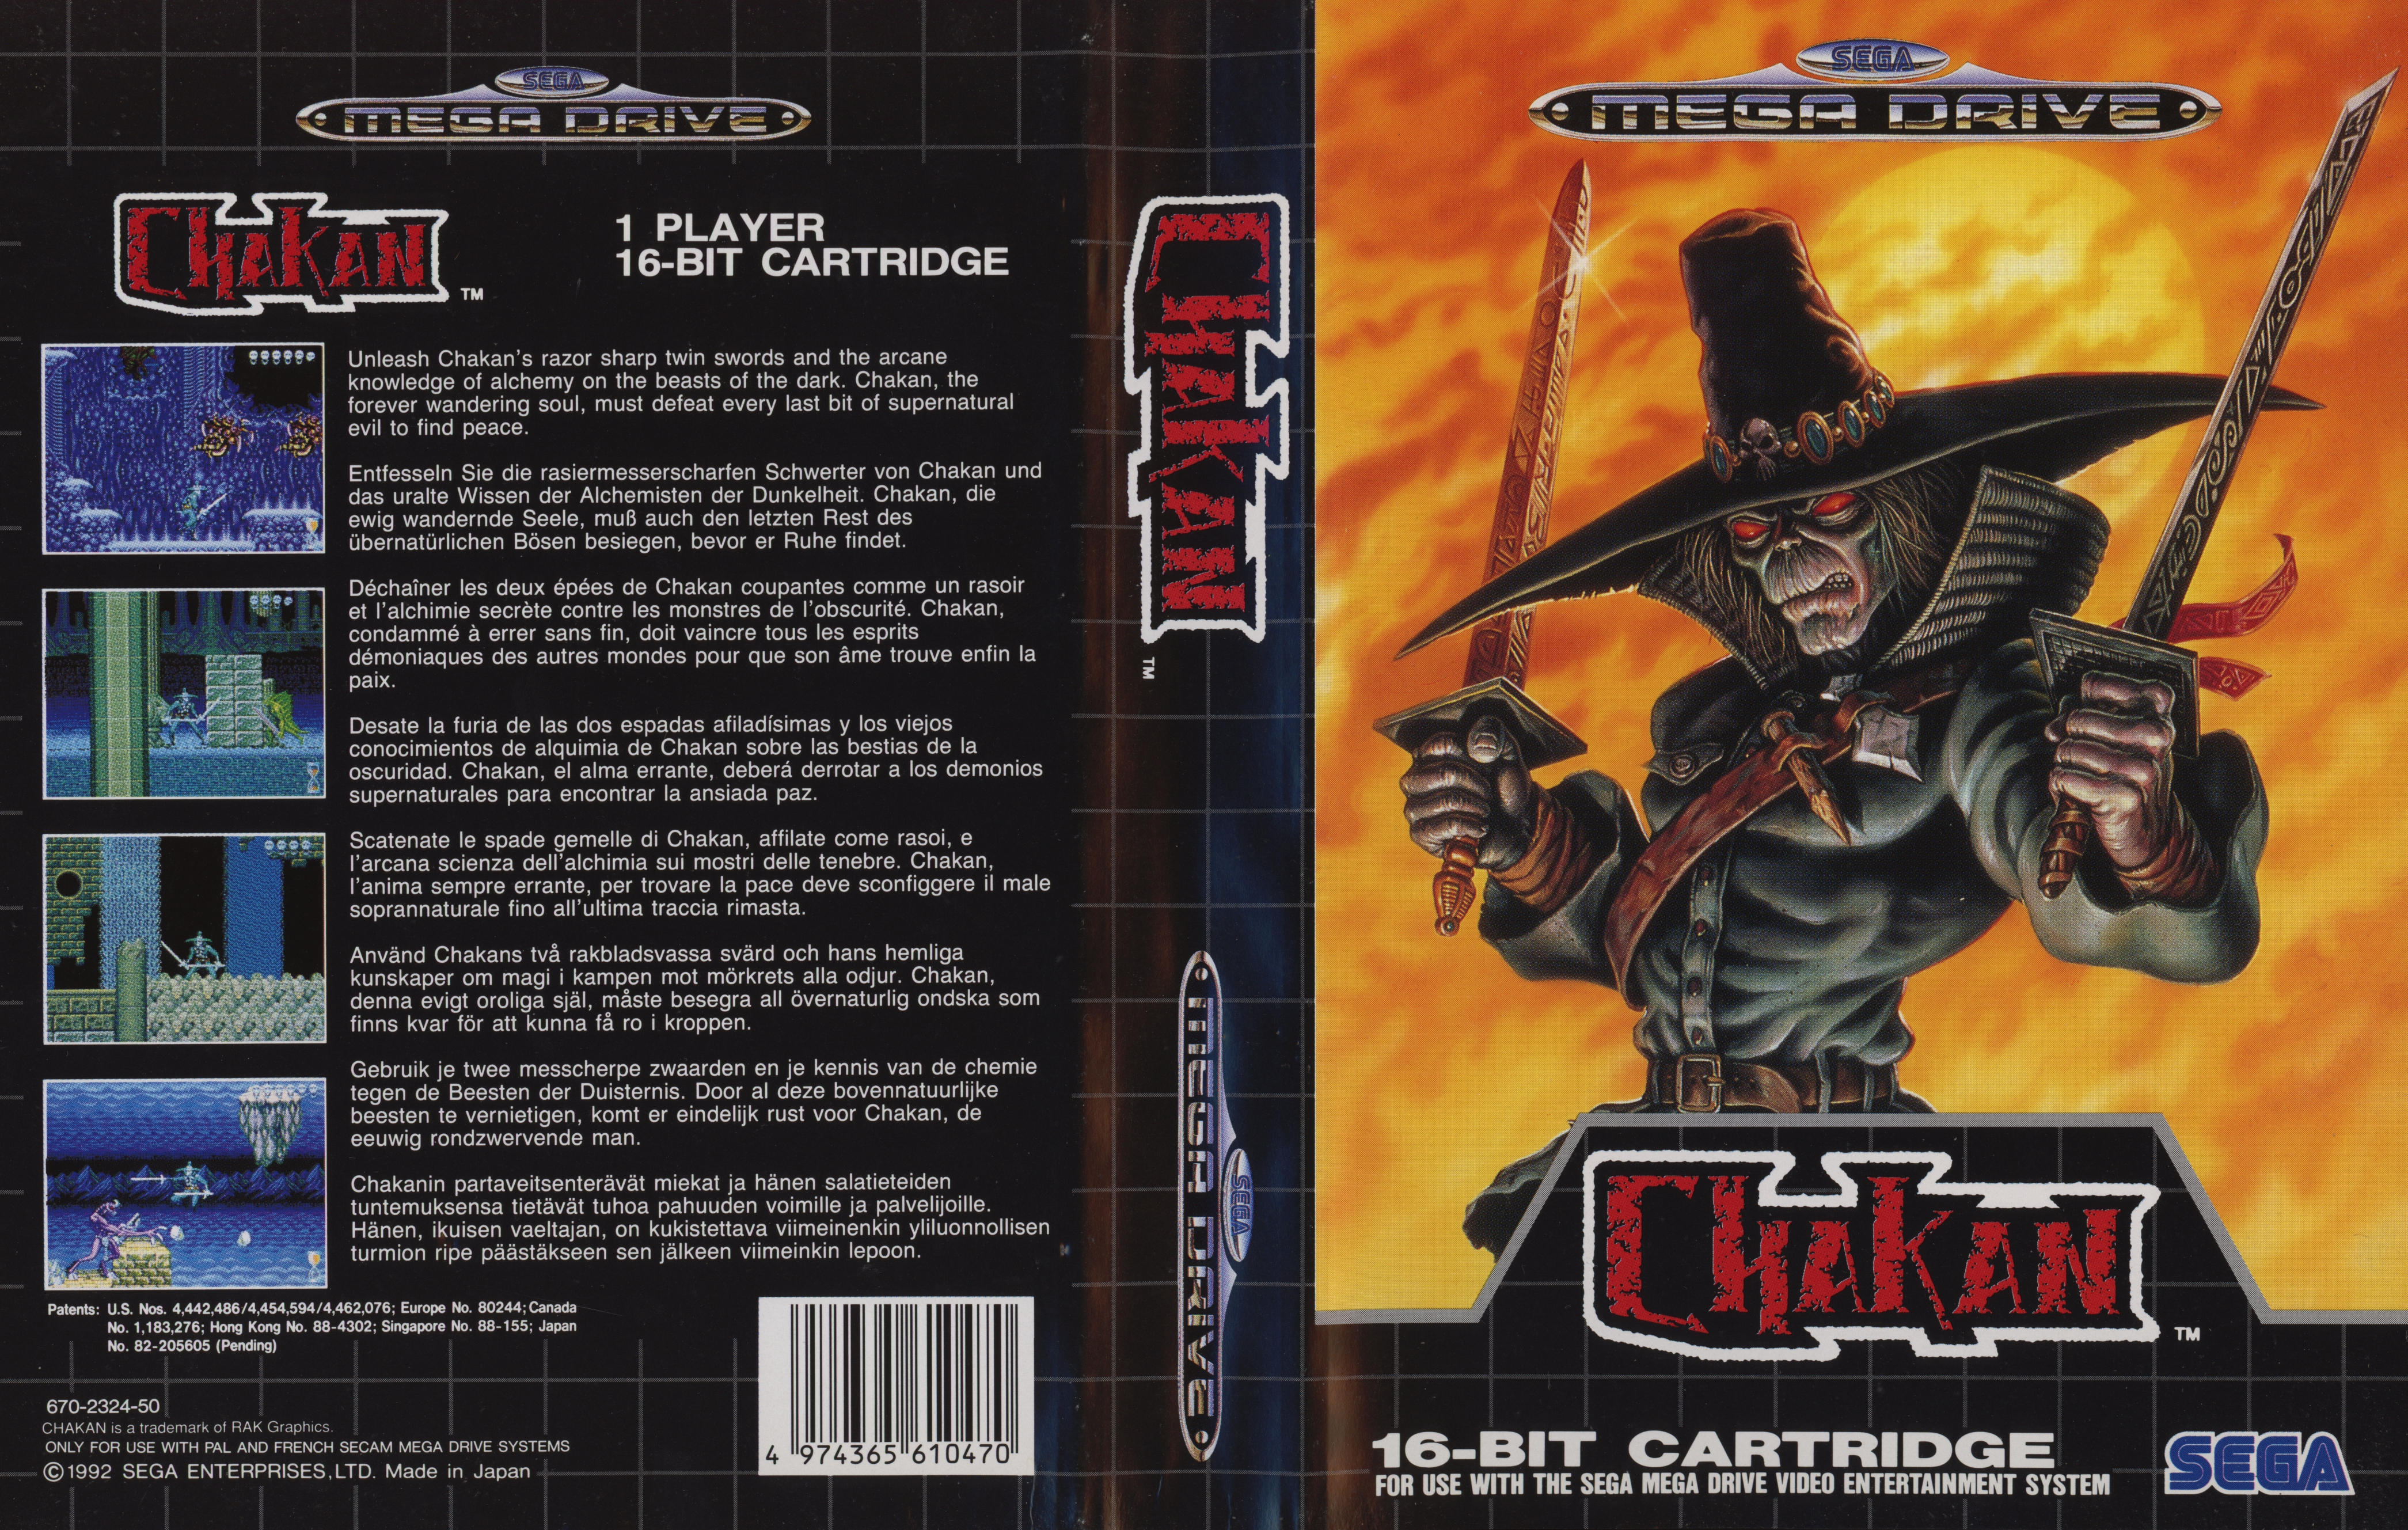 SEGA
MEGA DRIVE
CHAKAN
TM
1 PLAYER
16-BIT CARTRIDGE
Unleash Chakan's razor sharp twin swords and the arcane
knowledge of alchemy on the beasts of the dark. Chakan, the
forever wandering soul, must defeat every last bit of supernatural
evil to find peace.
Entfesseln Sie die rasiermesserscharfen Schwerter von Chakan und
das uralte Wissen der Alchemisten der Dunkelheit. Chakan, die
ewig wandernde Seele, muß auch den letzten Rest des
übernatürlichen Bösen besiegen, bevor er Ruhe findet.
Déchaîner les deux épées de Chakan coupantes comme un rasoir
et l'alchimie secrète contre les monstres de l'obscurité. Chakan,
condammé à errer sans fin, doit vaincre tous les esprits
démoniaques des autres mondes pour que son âme trouve enfin la
paix.
Desate la furia de las dos espadas afiladísimas y los viejos
conocimientos de alquimia de Chakan sobre las bestias de la
oscuridad. Chakan, el alma errante, deberá derrotar a los demonios
supernaturales para encontrar la ansiada paz.
Scatenate le spade gemelle di Chakan, affilate come rasoi, e
l'arcana scienza dell'alchimia sui mostri delle tenebre. Chakan,
l'anima sempre errante, per trovare la pace deve sconfiggere il male
soprannaturale fino all'ultima traccia rimasta.
Använd Chakans två rakbladsvassa svärd och hans hemliga
kunskaper om magi i kampen mot mörkrets alla odjur. Chakan,
denna evigt oroliga själ, måste besegra all övernaturlig ondska som
finns kvar för att kunna få ro i kroppen.
Gebruik je twee messcherpe zwaarden en je kennis van de chemie
tegen de Beesten der Duisternis. Door al deze bovennatuurlijke
beesten te vernietigen, komt er eindelijk rust voor Chakan, de
eeuwig rondzwervende man.
Chakanin partaveitsenterävät miekat ja hänen salatieteiden
tuntemuksensa tietävät tuhoa pahuuden voimille ja palvelijoille.
Hänen, ikuisen vaeltajan, on kukistettava viimeinenkin yliluonnollisen
turmion ripe päästäkseen sen jälkeen viimeinkin lepoon.
Patents: U.S. Nos. 4,442,486/4,454,594/4,462,076; Europe No. 80244; Canada
No. 1,183,276; Hong Kong No. 88-4302; Singapore No. 88-155; Japan
No. 82-205605 (Pending)
670-2324-50
CHAKAN is a trademark of RAK Graphics.
ONLY FOR USE WITH PAL AND FRENCH SECAM MEGA DRIVE SYSTEMS
©1992 SEGA ENTERPRISES,LTD. Made in Japan
4 974365 610470
CHAKAN
TM
SEGA
MEGA DRIVE
SEGA
MEGA DRIVE
CHAKAN
TM
16-BIT CARTRIDGE
FOR USE WITH THE SEGA MEGA DRIVE VIDEO ENTERTAINMENT SYSTEM
SEGA